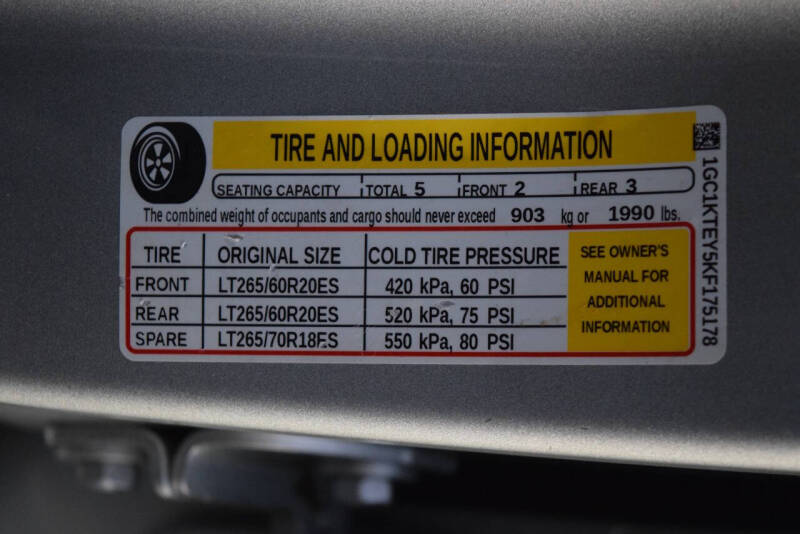 TIRE AND LOADING INFORMATION
SEATING CAPACITY TOTAL 5 FRONT 2 REAR 3
The combined weight of occupants and cargo should never exceed 903 kg or 1990 lbs.
TIRE ORIGINAL SIZE COLD TIRE PRESSURE
FRONT LT265/60R20ES 420 kPa, 60 PSI
REAR LT265/60R20ES 520 kPa, 75 PSI
SPARE LT265/70R18ES 550 kPa, 80 PSI
SEE OWNER'S
MANUAL FOR
ADDITIONAL
INFORMATION
1GC1KTEY5KF175178